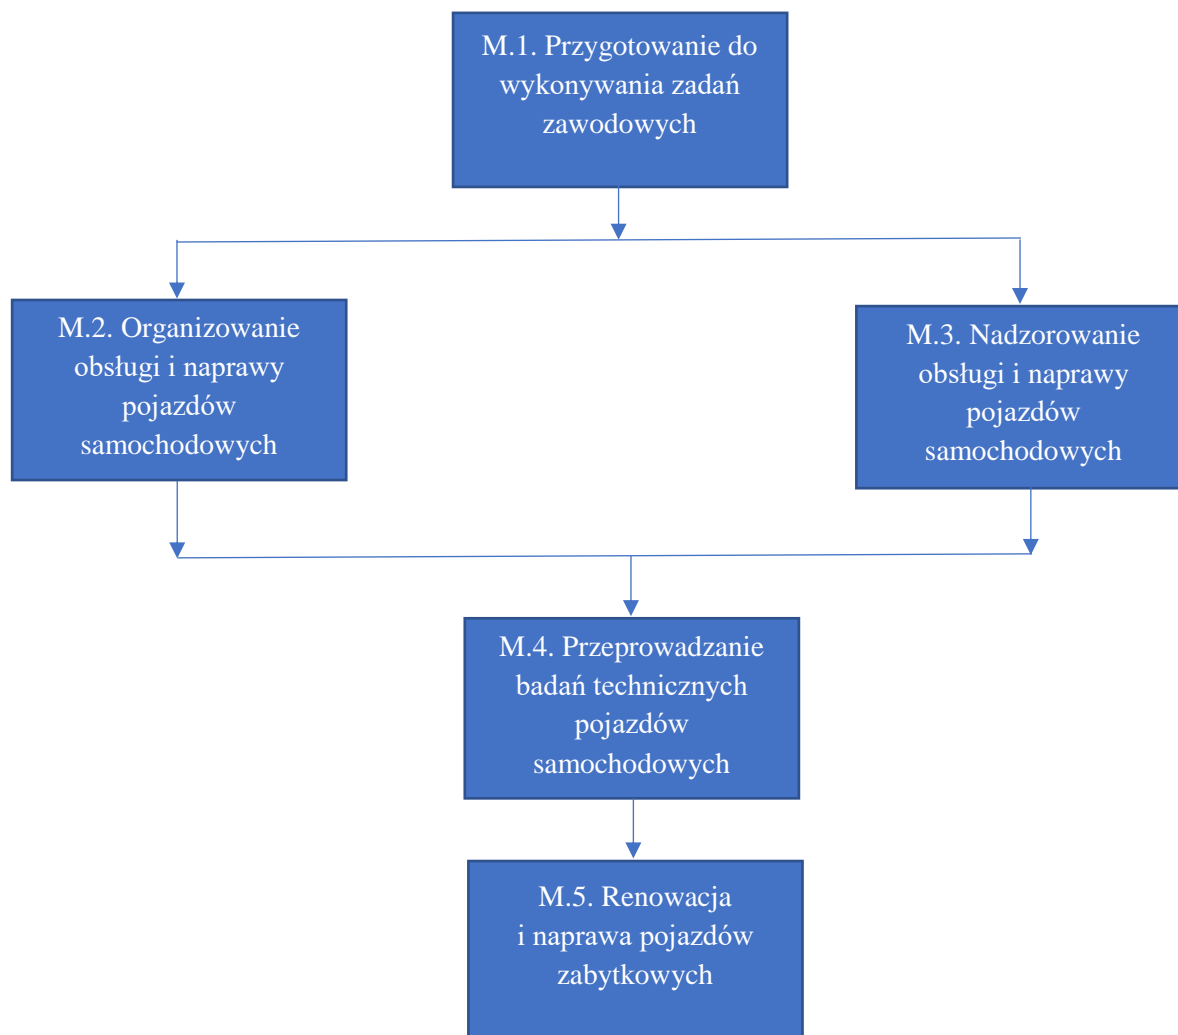 M.1. Przygotowanie do
wykonywania zadań
zawodowych
M.2. Organizowanie
obsługi i naprawy
pojazdów
samochodowych
M.3. Nadzorowanie
obsługi i naprawy
pojazdów
samochodowych
M.4. Przeprowadzanie
badań technicznych
pojazdów
samochodowych
M.5. Renowacja
i naprawa pojazdów
zabytkowych